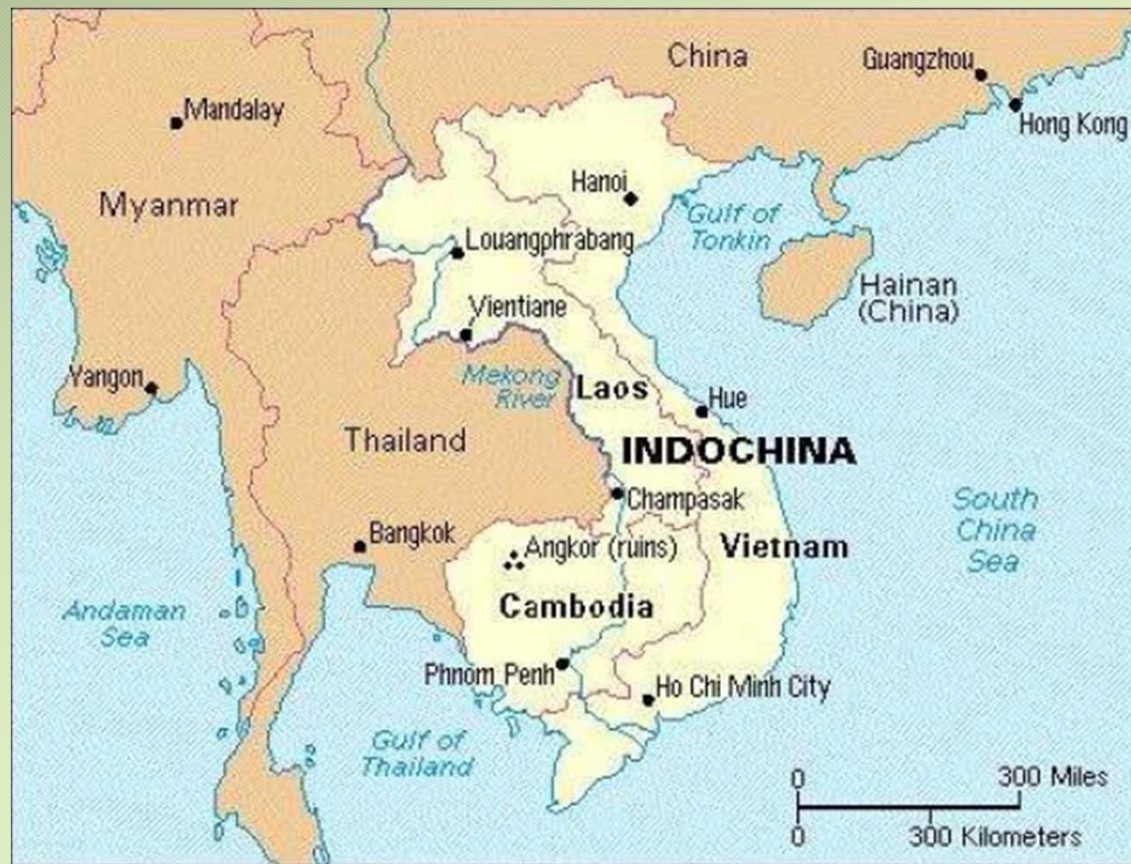 China
Guangzhou
Hong Kong
Mandalay
Myanmar
Hanoi
Gulf of
Tonkin
Louangphrabang
Hainan
(China)
Vientiane
Mekong
River
Laos
Hue
Yangon
Thailand
INDOCHINA
Champasak
South
China
Sea
Bangkok
Angkor (ruins)
Vietnam
Andaman
Sea
Cambodia
Phnom Penh
Ho Chi Minh City
Gulf of
Thailand
0 300 Miles
0 300 Kilometers